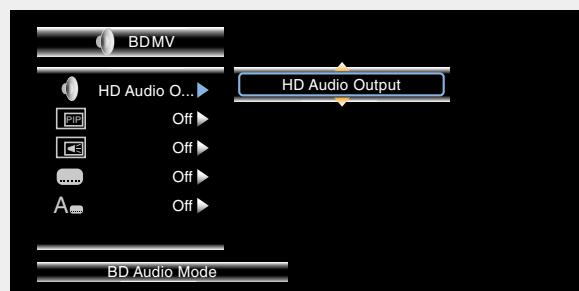 BDMV
HD Audio O...
HD Audio Output
PIP
Off
Off
Off
A
Off
BD Audio Mode